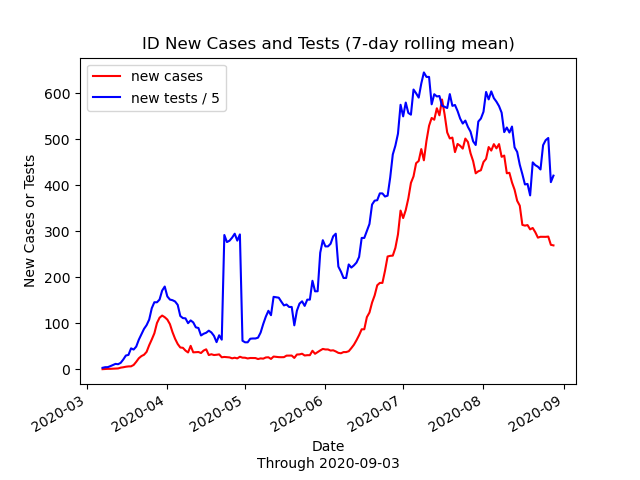 ID New Cases and Tests (7-day rolling mean)
new cases
new tests / 5
New Cases or Tests
600
500
400
300
200
100
0
2020-03
2020-04
2020-05
2020-06
2020-07
2020-08
2020-09
Date
Through 2020-09-03